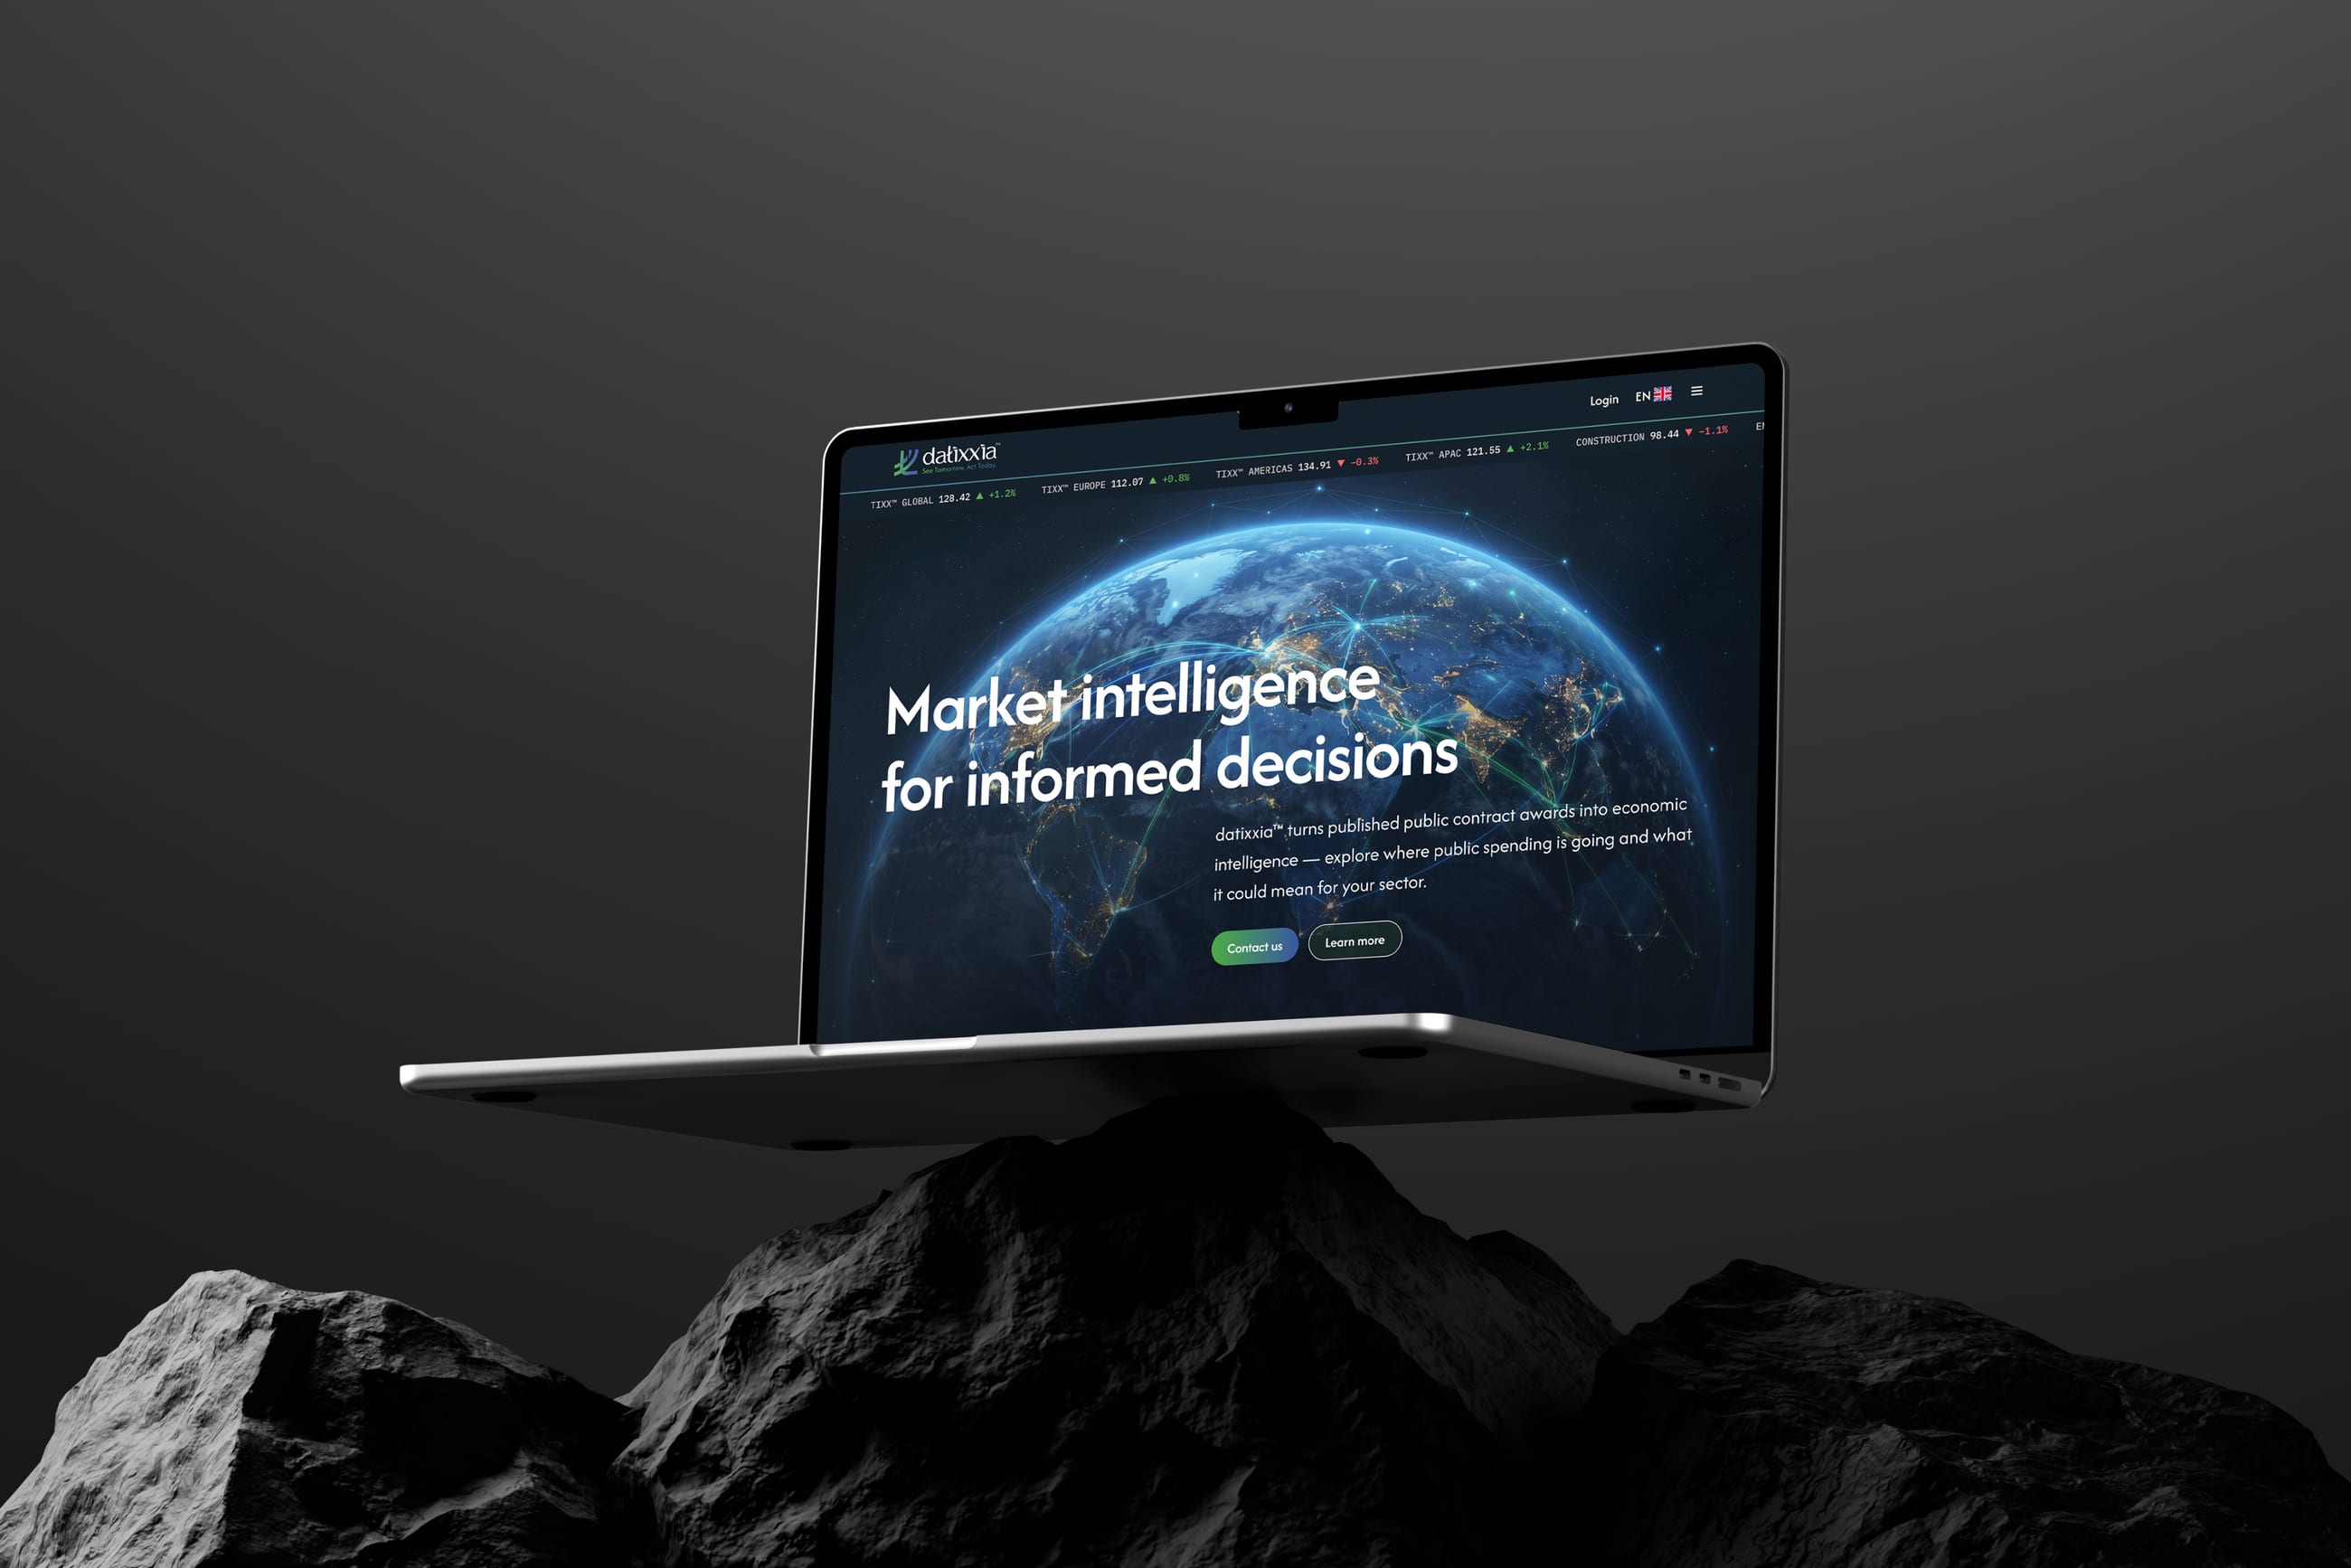 datixxia™
See Tomorrow. Act Today.
Login EN
TIXX™ GLOBAL 128.42 ▲ +1.2% TIXX™ EUROPE 112.07 ▲ +0.8% TIXX™ AMERICAS 134.91 ▼ −0.3% TIXX™ APAC 121.55 ▲ +2.1% CONSTRUCTION 98.44 ▼ −1.1%
Market intelligence
for informed decisions
datixxia™ turns published public contract awards into economic
intelligence — explore where public spending is going and what
it could mean for your sector.
Contact us Learn more